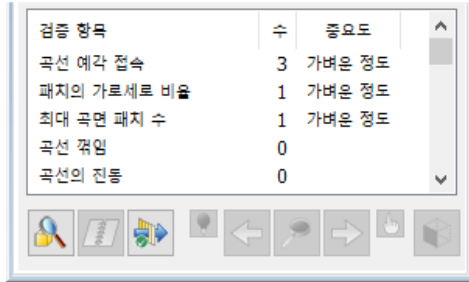 검증 항목 수 중요도
곡선 예각 접속 3 가벼운 정도
패치의 가로세로 비율 1 가벼운 정도
최대 곡면 패치 수 1 가벼운 정도
곡선 꺾임 0
곡선의 진동 0